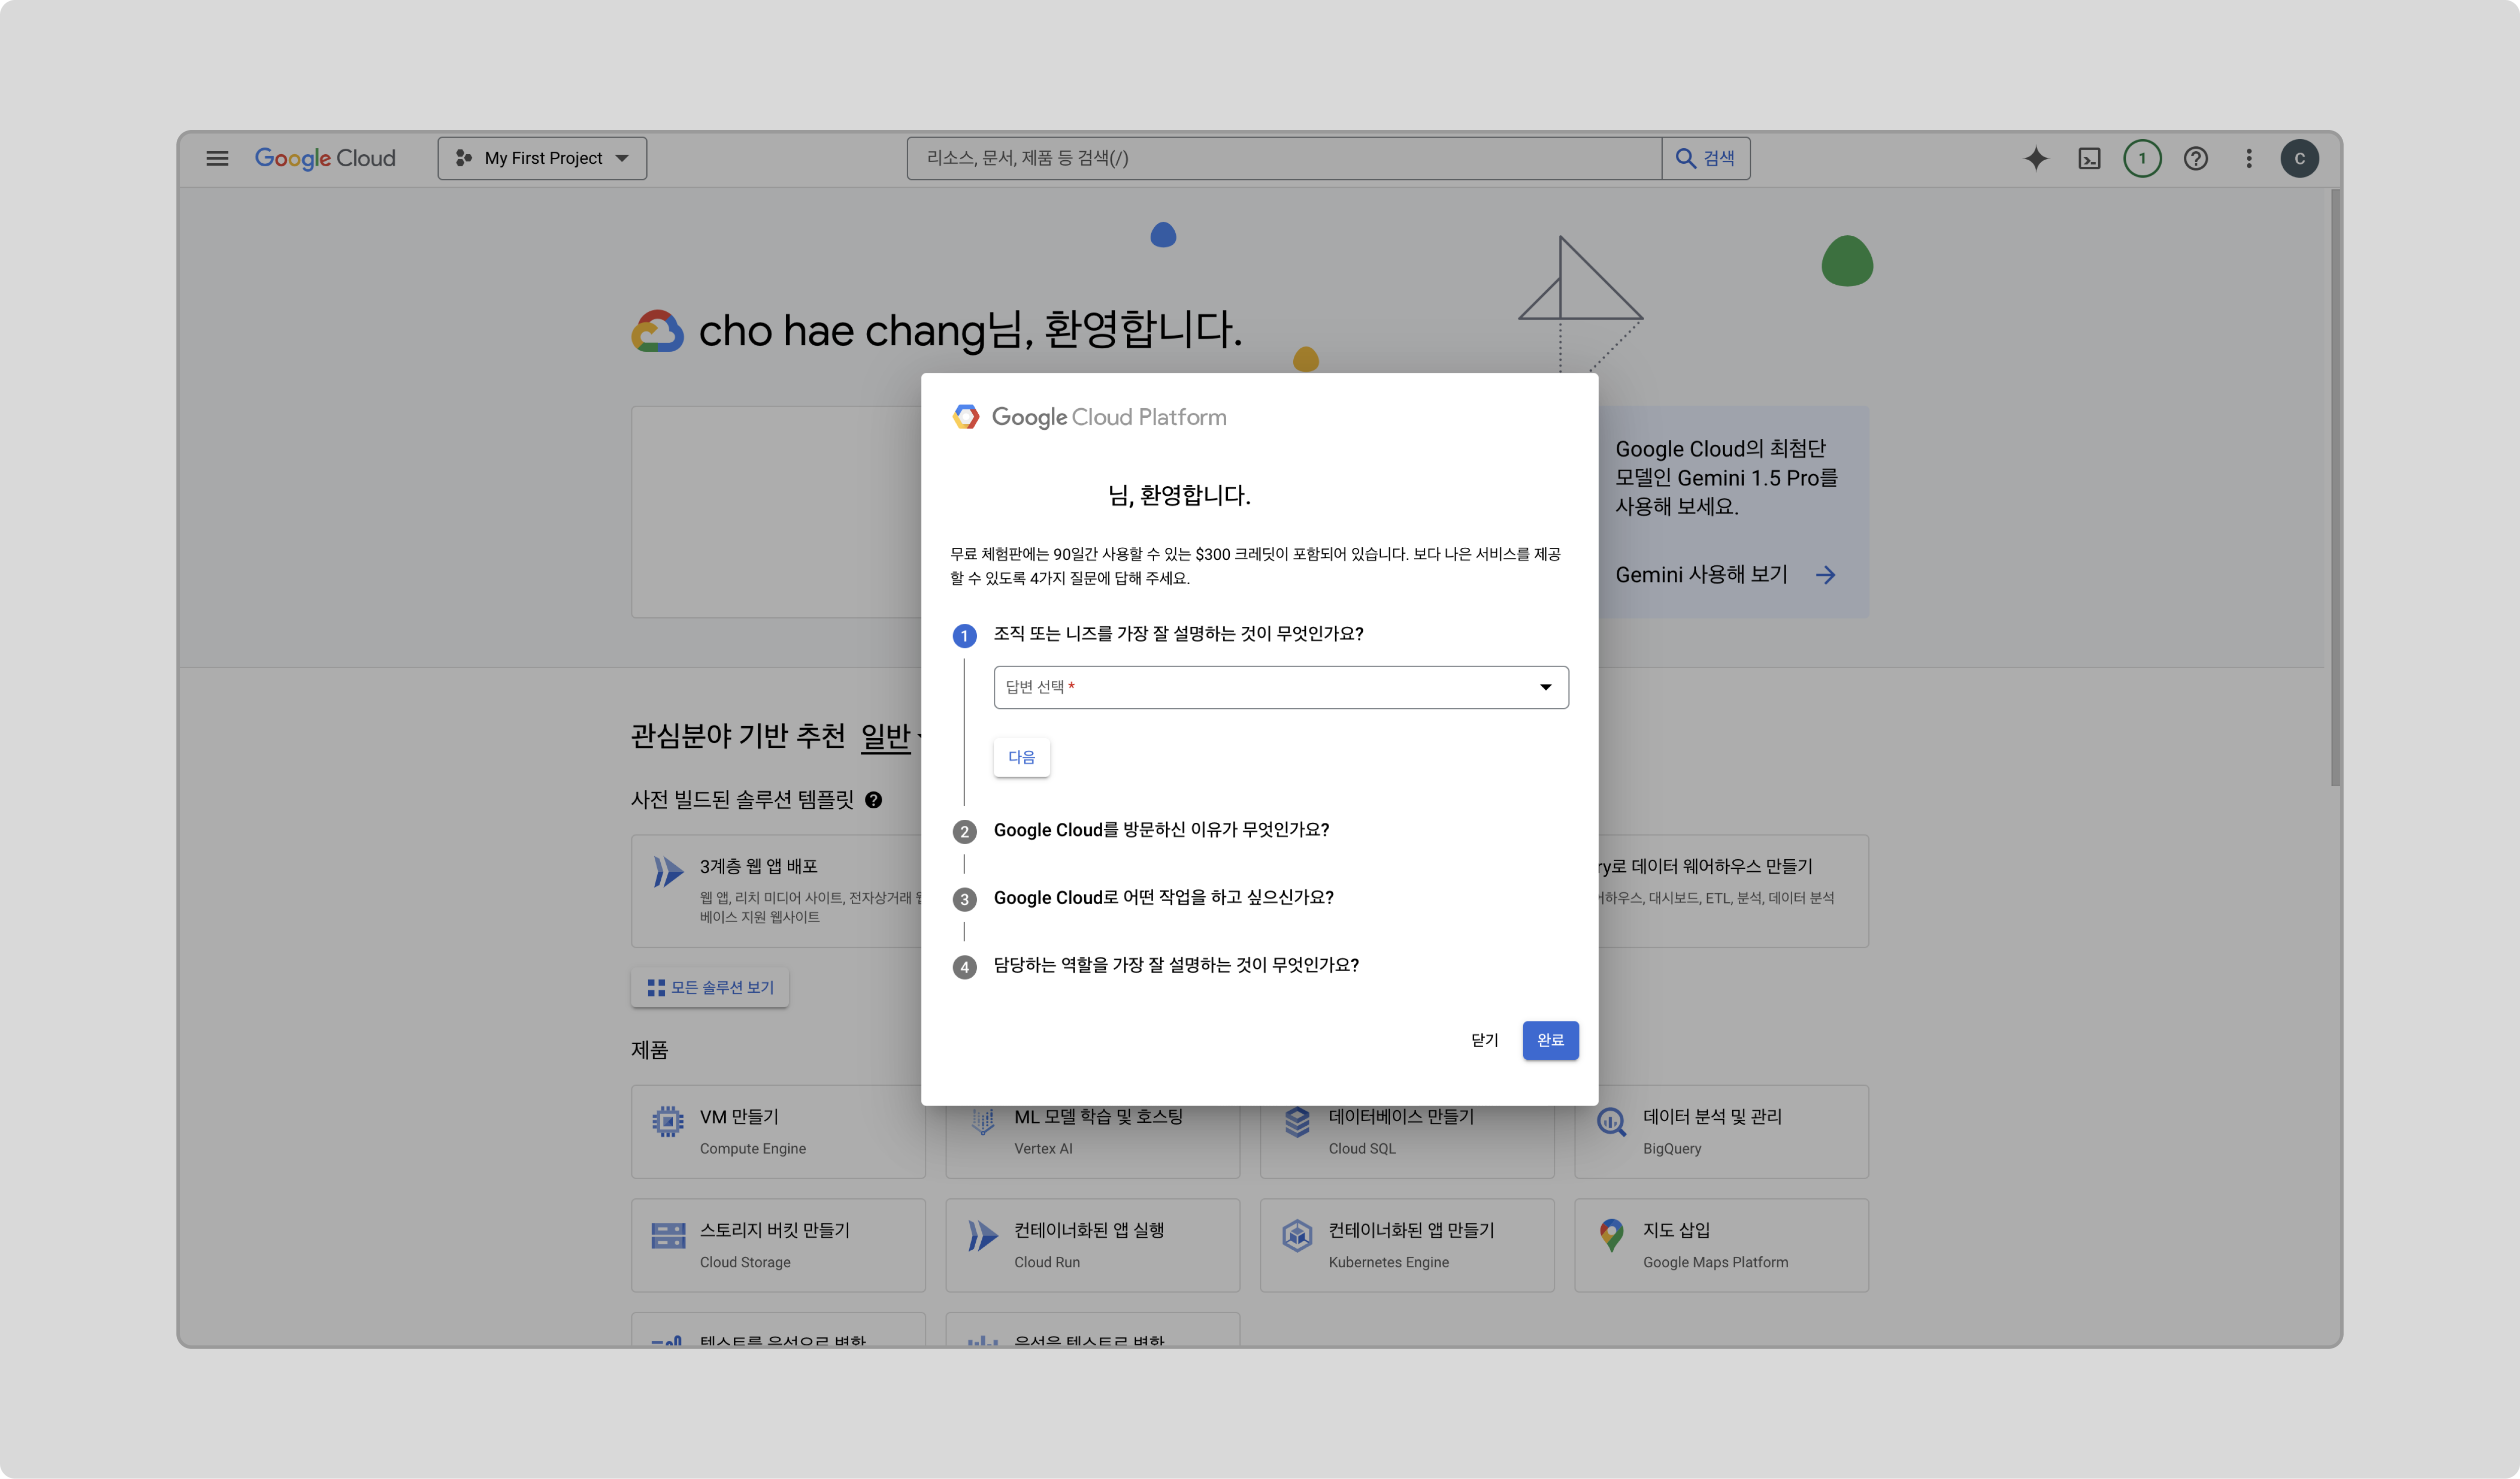 Google Cloud
My First Project
리소스, 문서, 제품 등 검색(/)
검색
1
C
cho hae chang님, 환영합니다.
Google Cloud의 최첨단
모델인 Gemini 1.5 Pro를
사용해 보세요.
Gemini 사용해 보기
Google Cloud Platform
님, 환영합니다.
무료 체험판에는 90일간 사용할 수 있는 $300 크레딧이 포함되어 있습니다. 보다 나은 서비스를 제공
할 수 있도록 4가지 질문에 답해 주세요.
1 조직 또는 니즈를 가장 잘 설명하는 것이 무엇인가요?
답변 선택 *
다음
2 Google Cloud를 방문하신 이유가 무엇인가요?
3 Google Cloud로 어떤 작업을 하고 싶으신가요?
4 담당하는 역할을 가장 잘 설명하는 것이 무엇인가요?
닫기
완료
관심분야 기반 추천 일반
사전 빌드된 솔루션 템플릿
3계층 웹 앱 배포
웹 앱, 리치 미디어 사이트, 전자상거래
베이스 지원 웹사이트
ry로 데이터 웨어하우스 만들기
어하우스, 대시보드, ETL, 분석, 데이터 분석
모든 솔루션 보기
제품
VM 만들기
Compute Engine
ML 모델 학습 및 호스팅
Vertex AI
데이터베이스 만들기
Cloud SQL
데이터 분석 및 관리
BigQuery
스토리지 버킷 만들기
Cloud Storage
컨테이너화된 앱 실행
Cloud Run
컨테이너화된 앱 만들기
Kubernetes Engine
지도 삽입
Google Maps Platform
텍스트를 음성으로 변환
음성을 텍스트로 변환